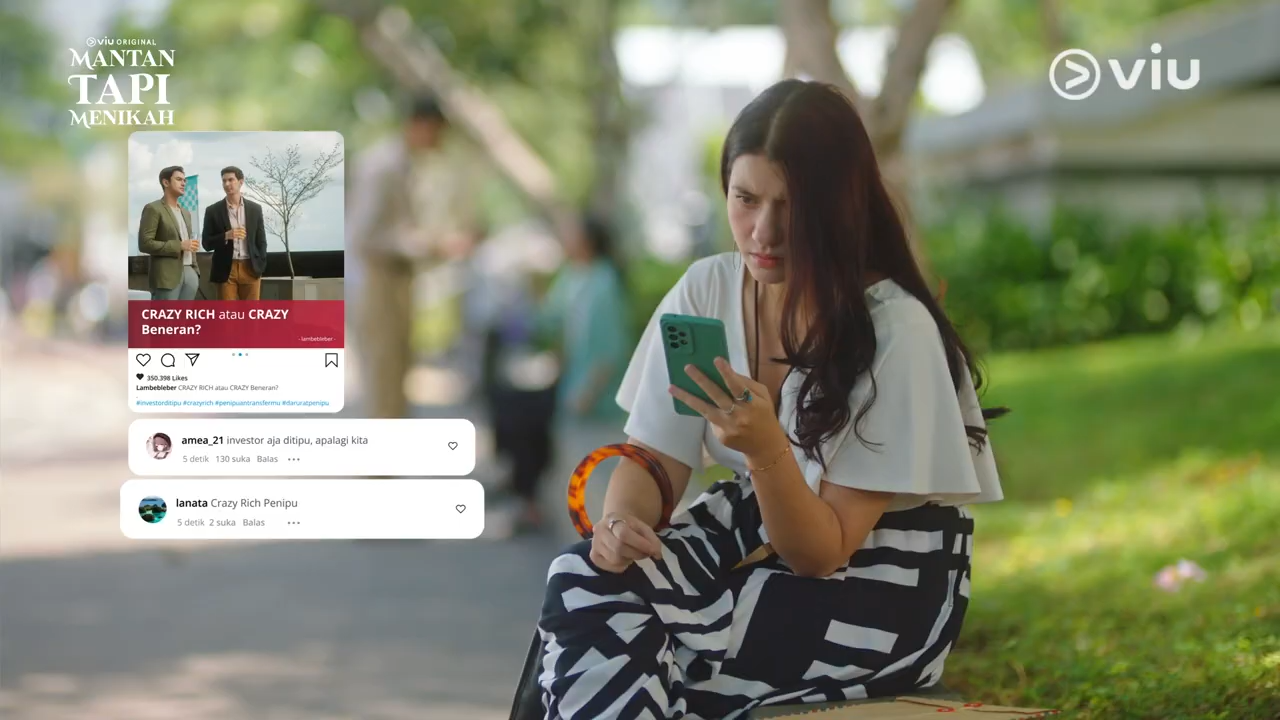 viu ORIGINAL
MANTAN
TAPI
MENIKAH
viu
CRAZY RICH atau CRAZY
Beneran?
- lambebleber -
350.398 Likes
Lambebleber CRAZY RICH atau CRAZY Beneran?
#investorditipu #crazyrich #penipuantransfermu #daruratpenipu
amea_21 investor aja ditipu, apalagi kita
5 detik 130 suka Balas
lanata Crazy Rich Penipu
5 detik 2 suka Balas